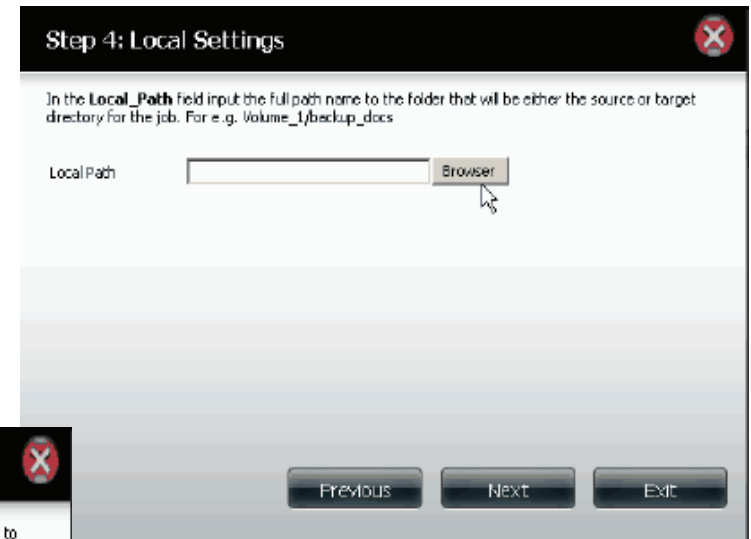 Step 4: Local Settings
In the Local_Path field input the full path name to the folder that will be either the source or target
directory for the job. For e.g. Volume_1/backup_docs
Local Path
Browser
Previous
Next
Exit
to